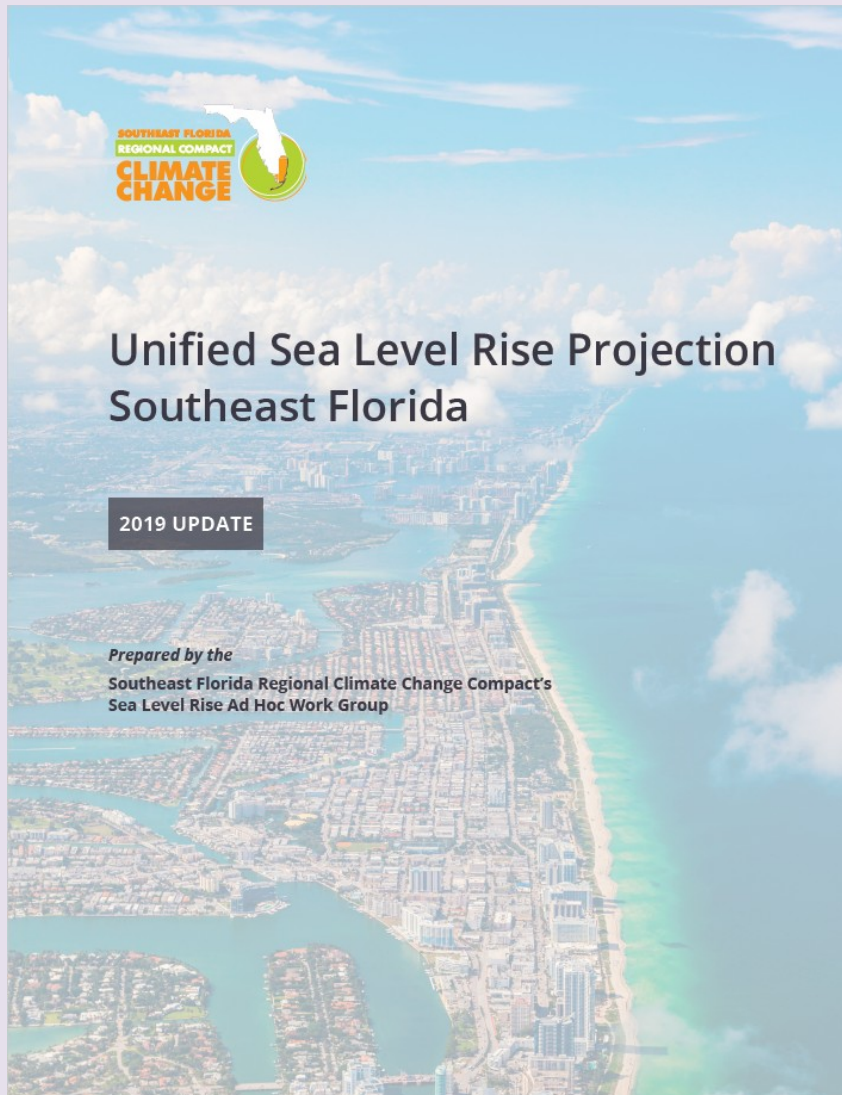 SOUTHEAST FLORIDA
REGIONAL COMPACT
CLIMATE
CHANGE
Unified Sea Level Rise Projection
Southeast Florida
2019 UPDATE
Prepared by the
Southeast Florida Regional Climate Change Compact’s
Sea Level Rise Ad Hoc Work Group